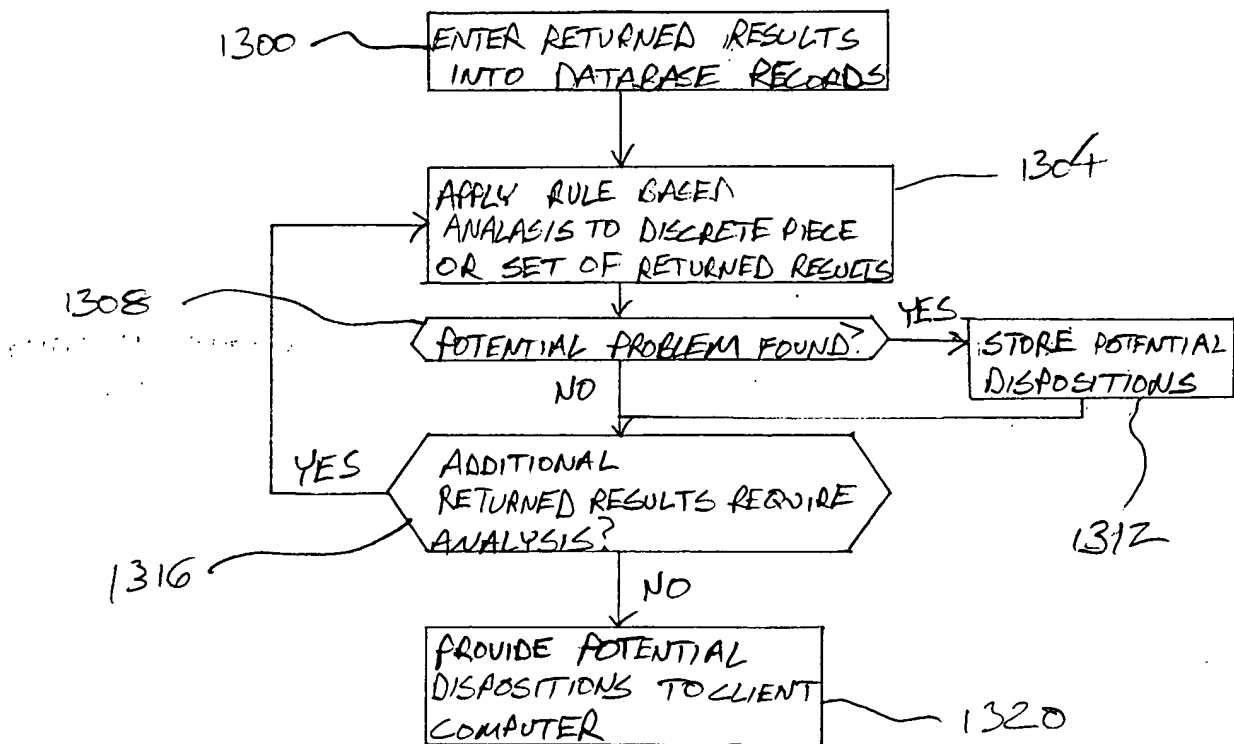 1300
ENTER RETURNED RESULTS
INTO DATABASE RECORDS
1304
APPLY RULE BASED
ANALASIS TO DISCRETE PIECE
OR SET OF RETURNED RESULTS
1308
POTENTIAL PROBLEM FOUND?
YES
STORE POTENTIAL
DISPOSITIONS
NO
1312
YES
ADDITIONAL
RETURNED RESULTS REQUIRE
ANALYSIS?
1316
NO
PROVIDE POTENTIAL
DISPOSITIONS TO CLIENT
COMPUTER
1320